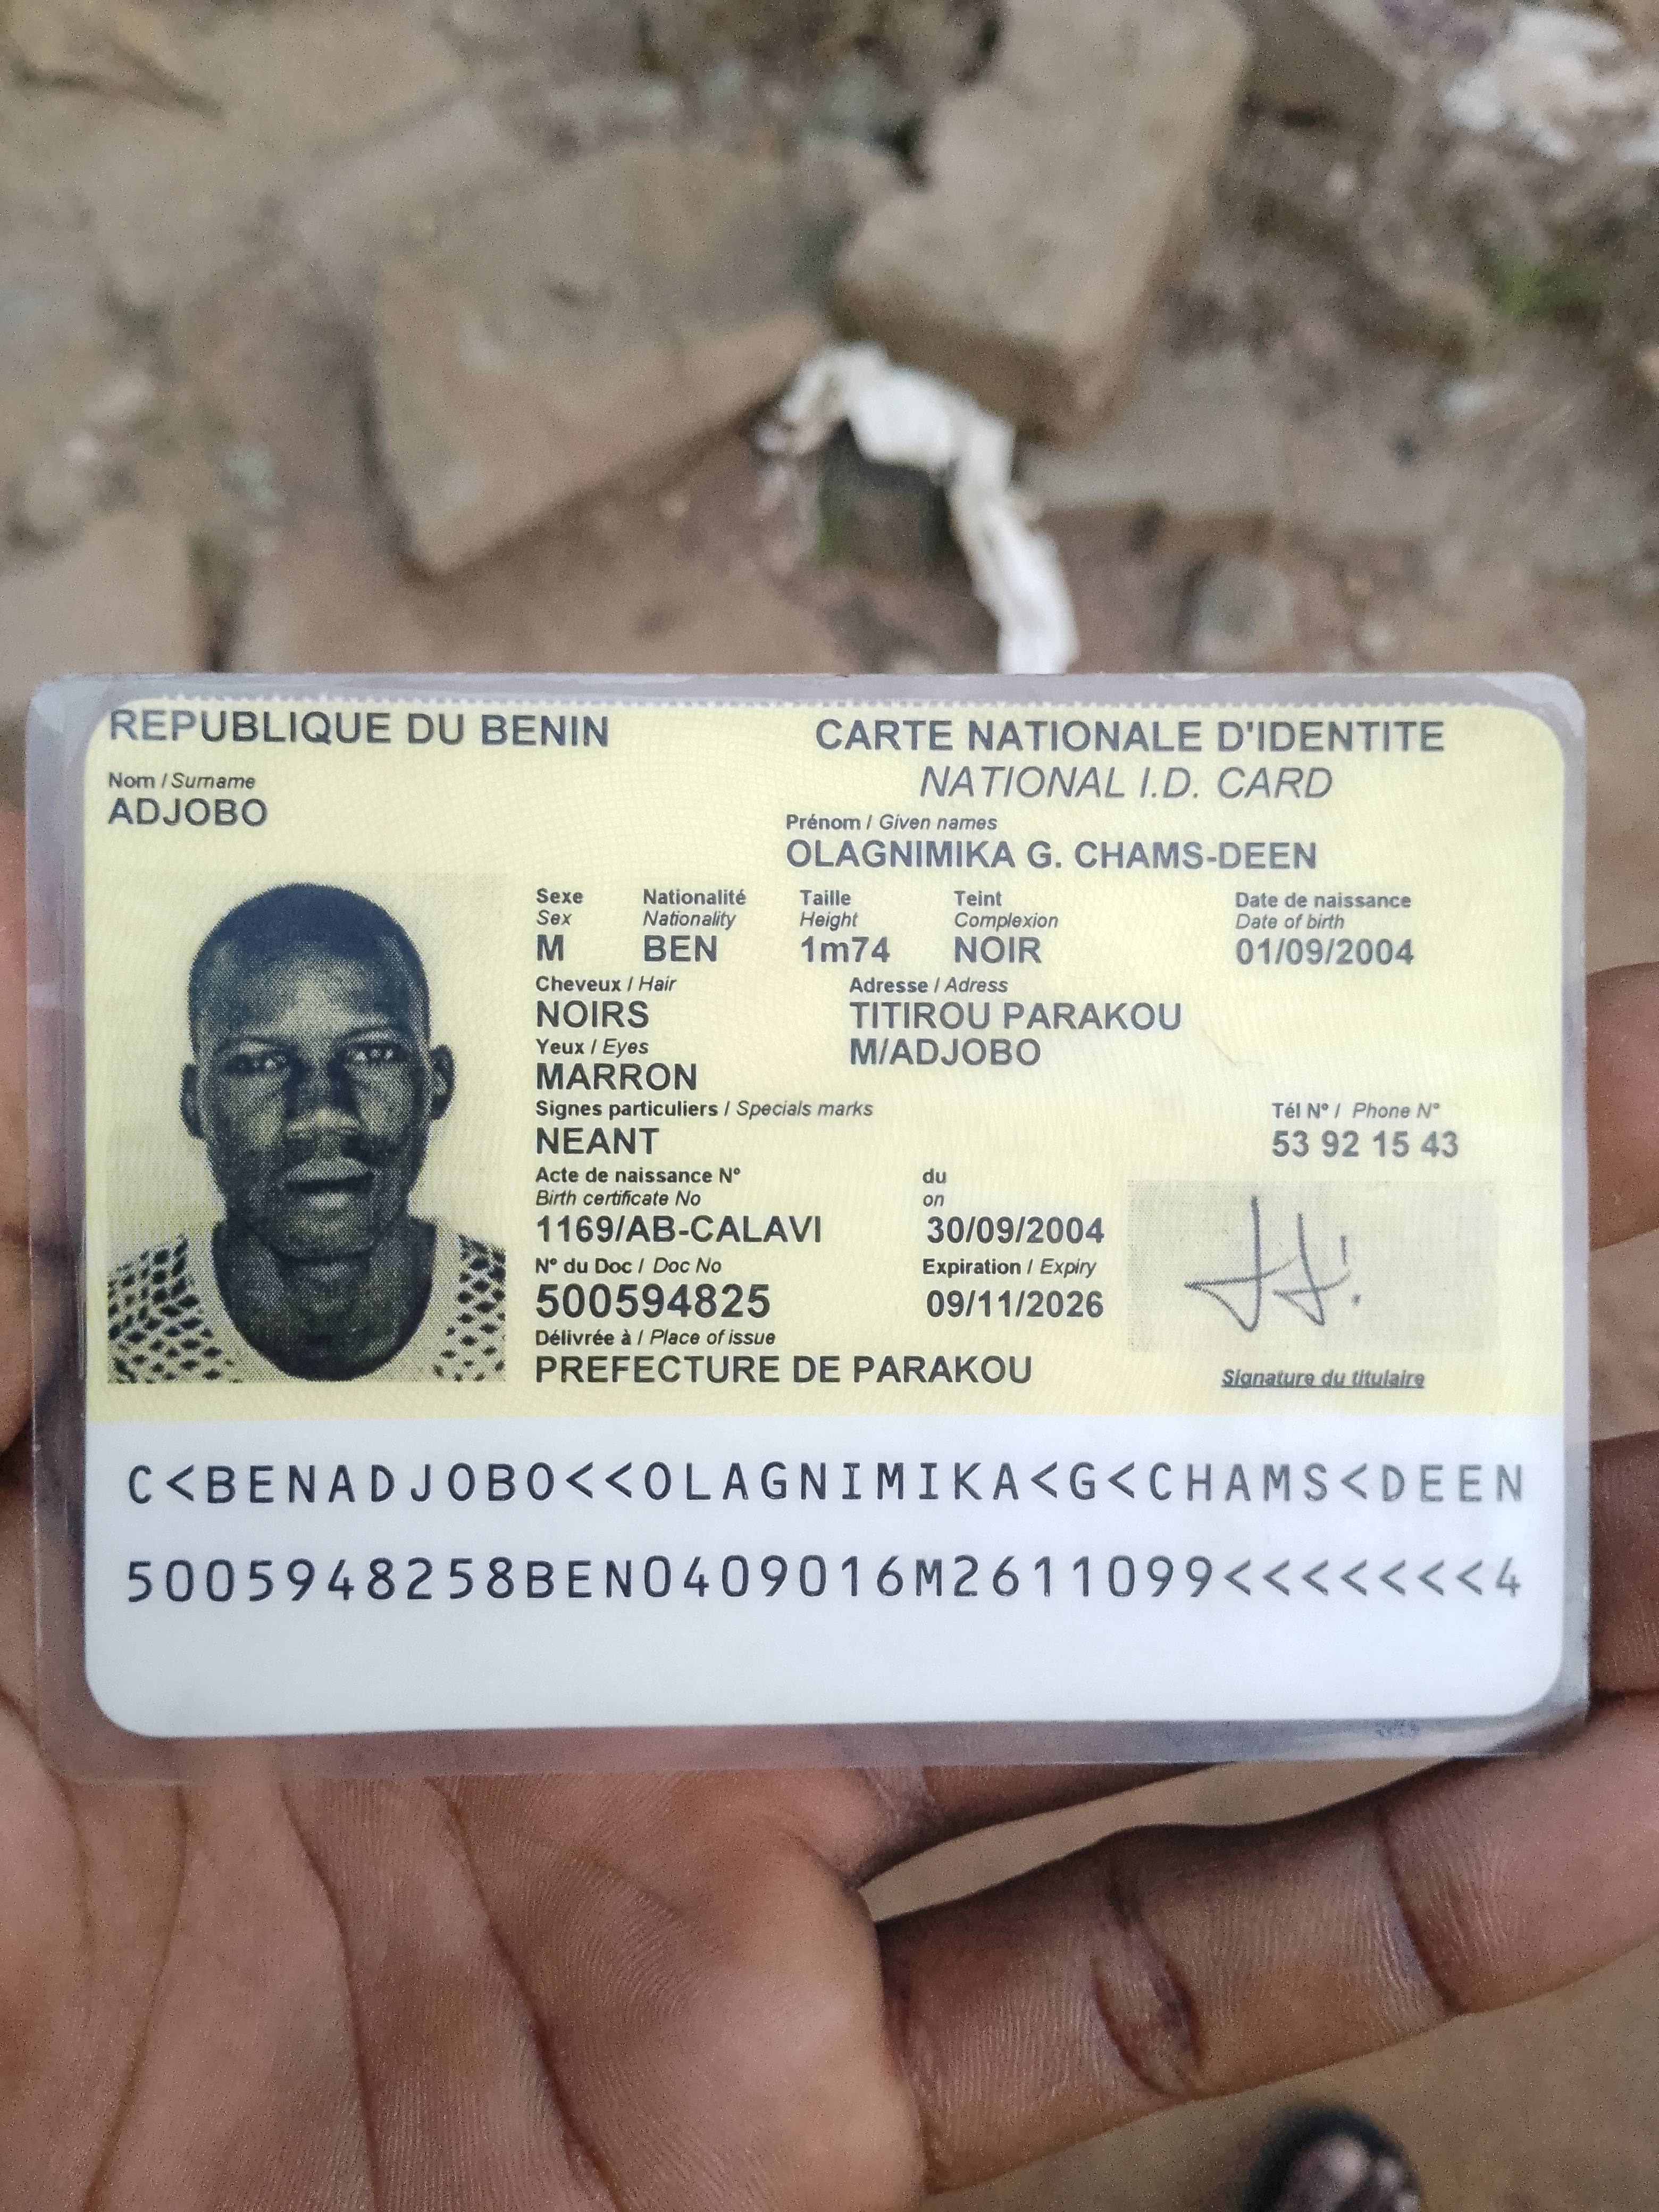 REPUBLIQUE DU BENIN
CARTE NATIONALE D'IDENTITE
NATIONAL I.D. CARD
Nom / Surname
ADJOBO
Prénom / Given names
OLAGNIMIKA G. CHAMS-DEEN
Sexe Nationalité Taille Teint Date de naissance
Sex Nationality Height Complexion Date of birth
M BEN 1m74 NOIR 01/09/2004
Cheveux / Hair Adresse / Adress
NOIRS TITIROU PARAKOU
Yeux / Eyes M/ADJOBO
MARRON
Signes particuliers / Specials marks Tél N° / Phone N°
NEANT 53 92 15 43
Acte de naissance N° du
Birth certificate No on
1169/AB-CALAVI 30/09/2004
N° du Doc / Doc No Expiration / Expiry
500594825 09/11/2026
Délivrée à / Place of issue
PREFECTURE DE PARAKOU
Signature du titulaire
C<BENADJOBO<<OLAGNIMIKA<G<CHAMS<DEEN
5005948258BEN0409016M2611099<<<<<<<4